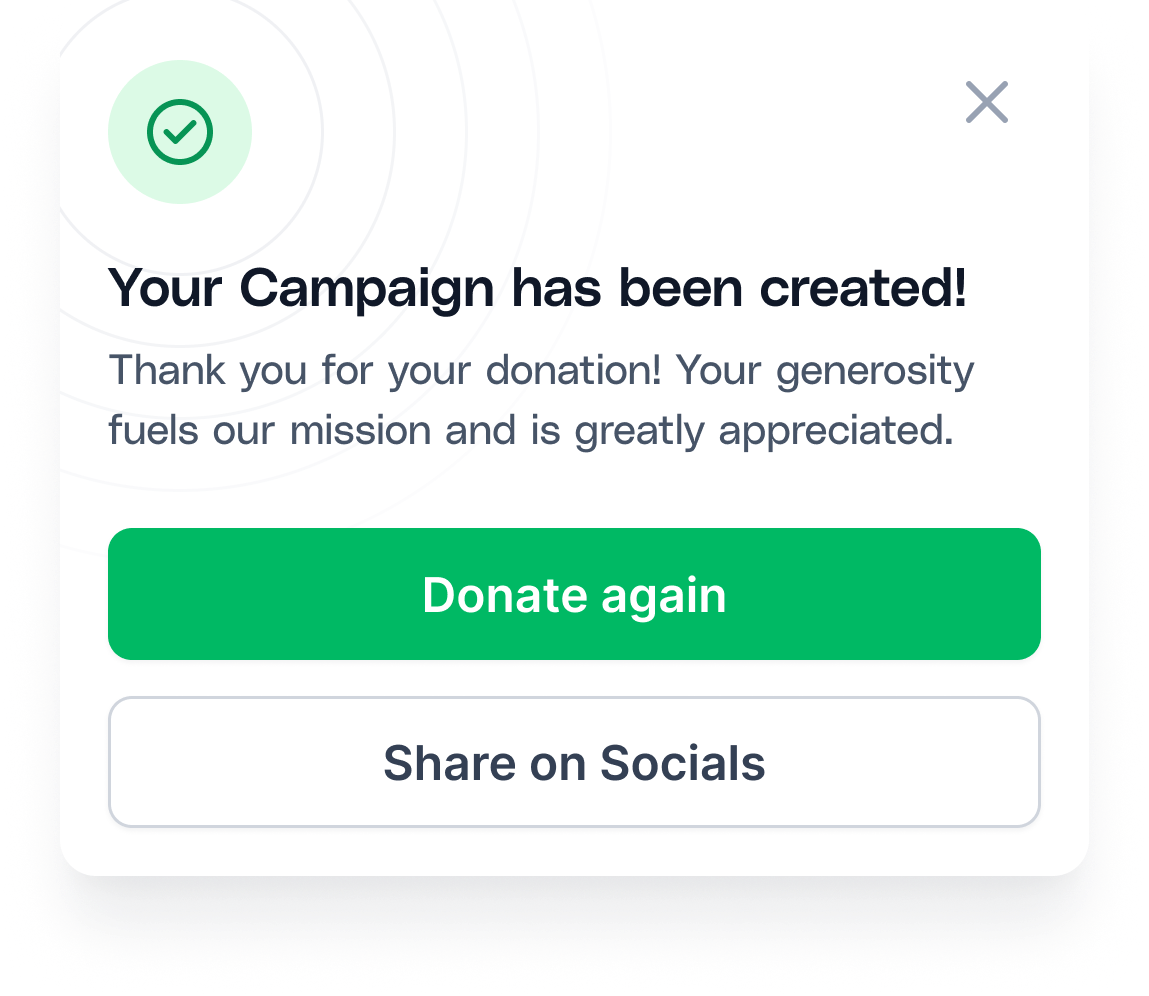 Your Campaign has been created!
Thank you for your donation! Your generosity
fuels our mission and is greatly appreciated.
Donate again
Share on Socials